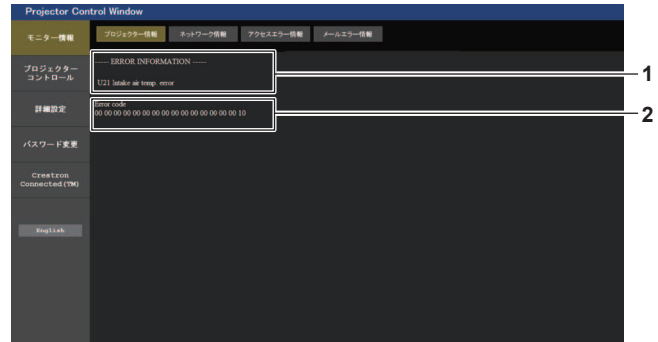 Projector Control Window
モニター情報
プロジェクター情報
ネットワーク情報
アクセスエラー情報
メールエラー情報
プロジェクター
コントロール
詳細設定
パスワード変更
Crestron
Connected(TM)
English
----- ERROR INFORMATION -----
U21 Intake air temp. error
Error code
00 00 00 00 00 00 00 00 00 00 00 00 00 00 00 10
1
2